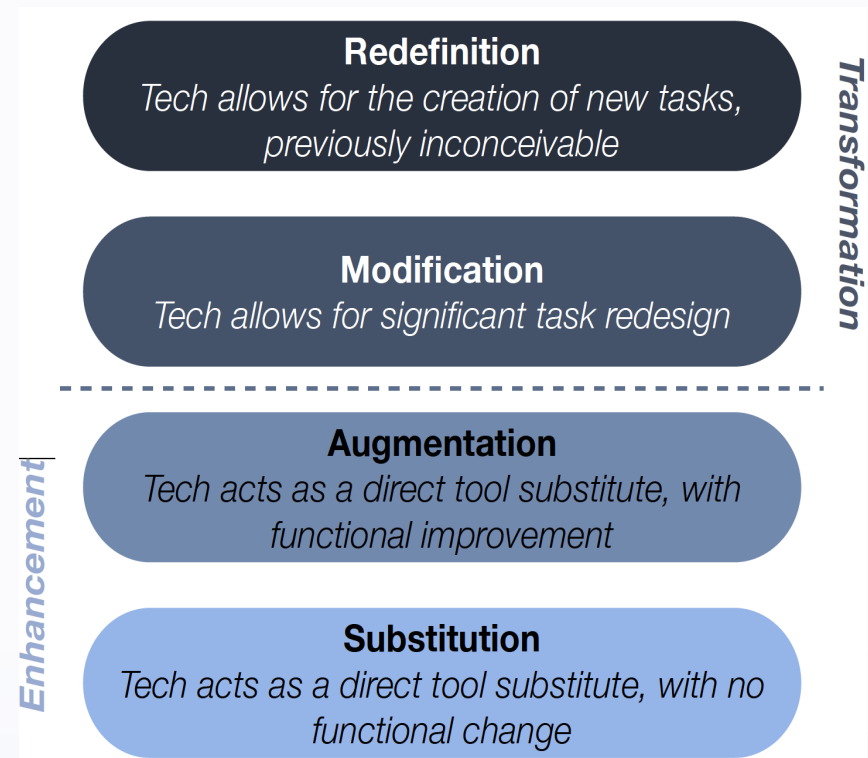 Redefinition
Tech allows for the creation of new tasks,
previously inconceivable
Transformation
Modification
Tech allows for significant task redesign
Augmentation
Tech acts as a direct tool substitute, with
functional improvement
Enhancement
Substitution
Tech acts as a direct tool substitute, with no
functional change